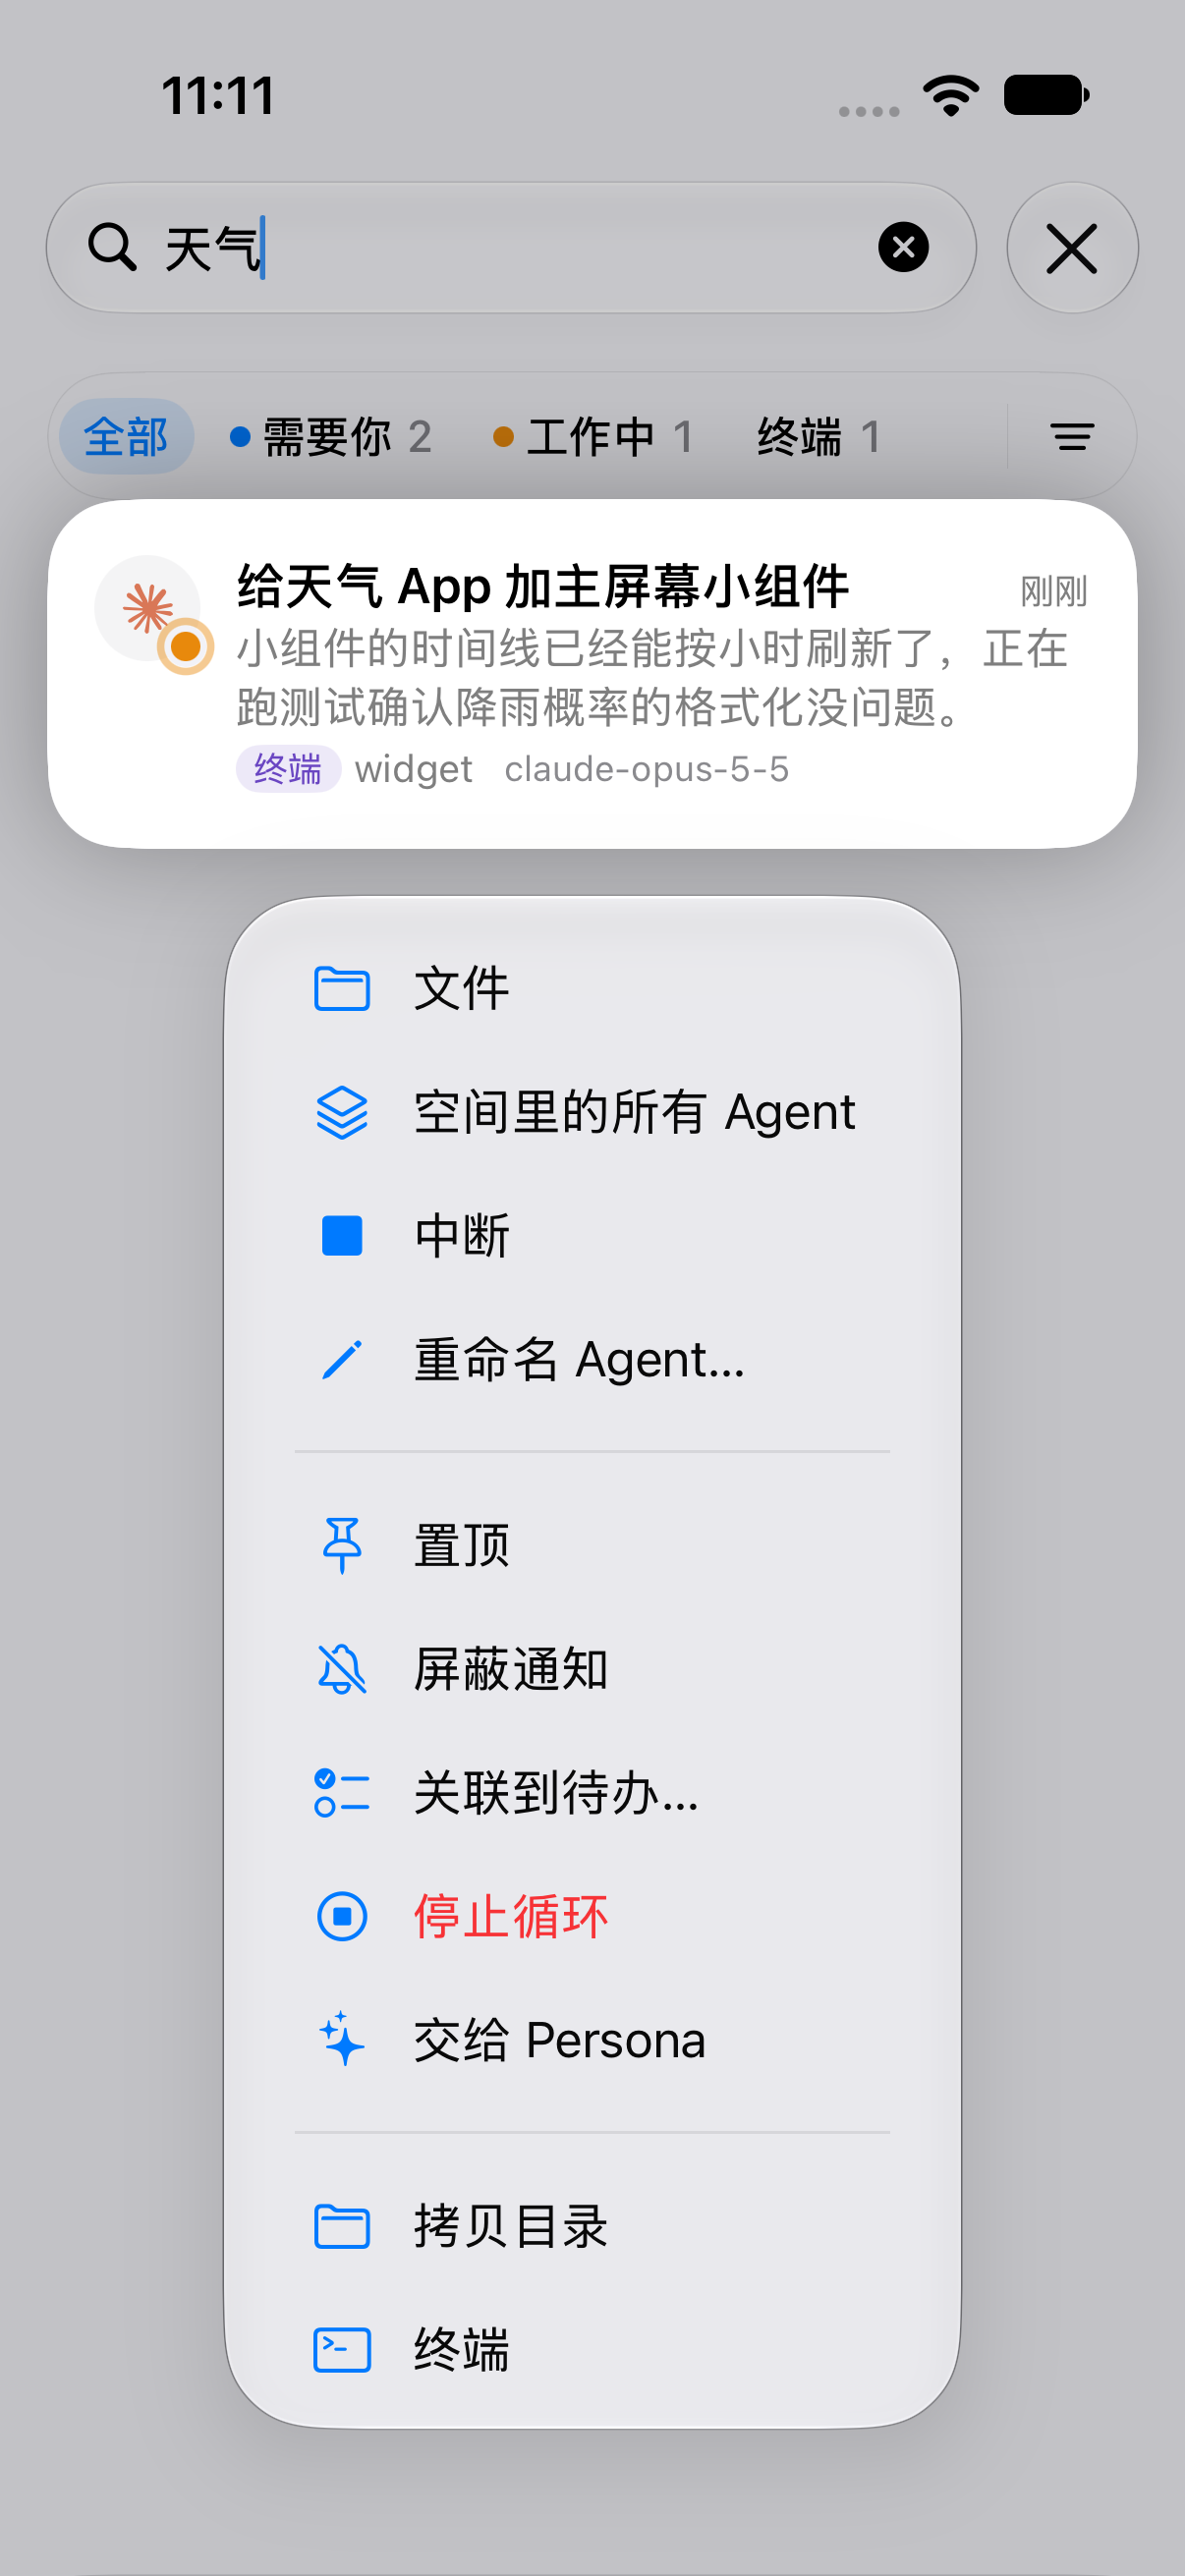 11:11
天气
全部 需要你 2 工作中 1 终端 1
给天气 App 加主屏幕小组件 刚刚
小组件的时间线已经能按小时刷新了，正在
跑测试确认降雨概率的格式化没问题。
终端 widget claude-opus-5-5
文件
空间里的所有 Agent
中断
重命名 Agent...
置顶
屏蔽通知
关联到待办...
停止循环
交给 Persona
拷贝目录
终端